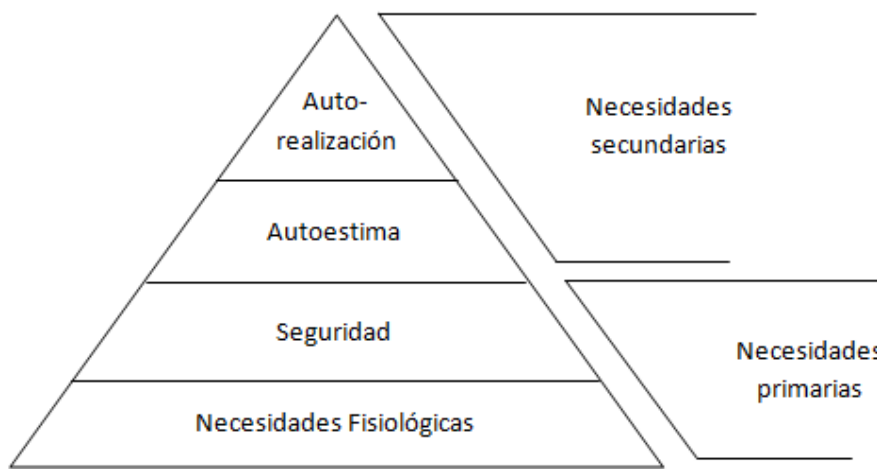 Auto-
realización
Necesidades
secundarias
Autoestima
Seguridad
Necesidades
primarias
Necesidades Fisiológicas